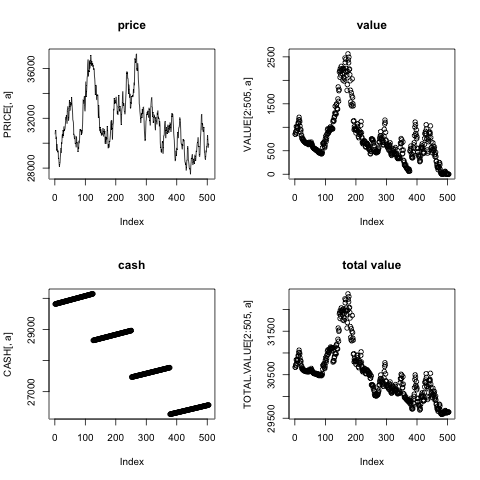 price
PRICE[, a]
28000 32000 36000
0 100 200 300 400 500
Index
value
VALUE[2:505, a]
0 500 1500 2500
0 100 200 300 400 500
Index
cash
CASH[, a]
27000 29000
0 100 200 300 400 500
Index
total value
TOTAL.VALUE[2:505, a]
29500 30500 31500
0 100 200 300 400 500
Index